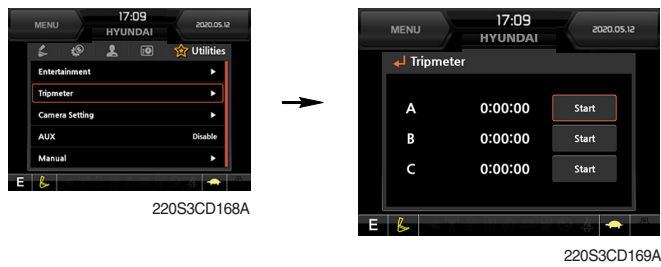 MENU
17:09
HYUNDAI
2020.05.12
Utilities
Entertainment
Tripmeter
Camera Setting
AUX Disable
Manual
E
220S3CD168A
MENU
17:09
HYUNDAI
2020.05.12
Tripmeter
A 0:00:00 Start
B 0:00:00 Start
C 0:00:00 Start
E
220S3CD169A